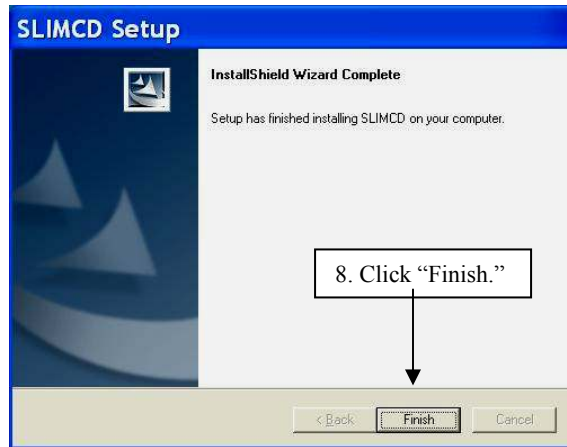 SLIMCD Setup
InstallShield Wizard Complete
Setup has finished installing SLIMCD on your computer.
8. Click “Finish.”
< Back
Finish
Cancel